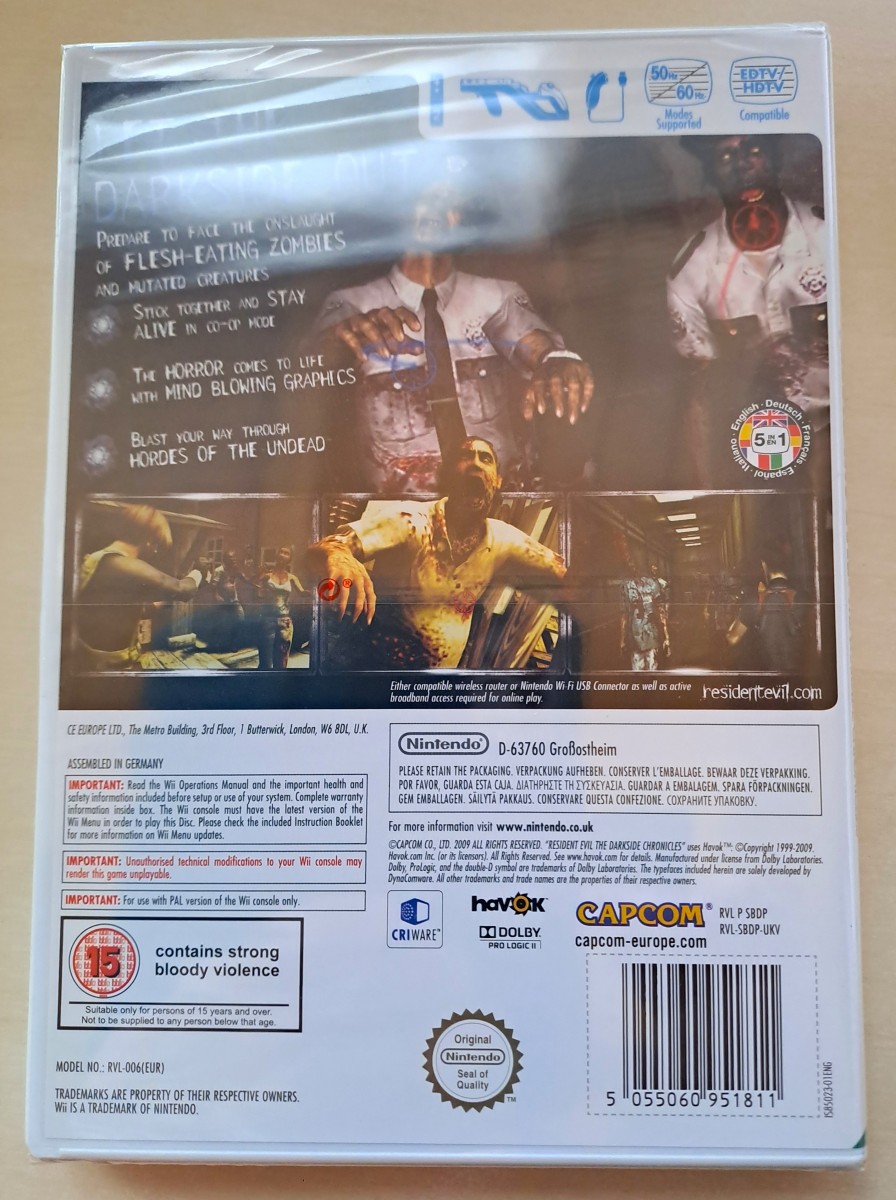 50Hz
60Hz
Modes
Supported
EDTV/
HDTV
Compatible
DARKSIDE OUT
PREPARE TO FACE THE ONSLAUGHT
OF FLESH-EATING ZOMBIES
AND MUTATED CREATURES
STICK TOGETHER AND STAY
ALIVE IN CO-OP MODE
THE HORROR COMES TO LIFE
WITH MIND BLOWING GRAPHICS
BLAST YOUR WAY THROUGH
HORDES OF THE UNDEAD
English · Deutsch · Français · Español · Italiano
5 IN EN 1
Either compatible wireless router or Nintendo Wi-Fi USB Connector as well as active
broadband access required for online play.
residentevil.com
CE EUROPE LTD., The Metro Building, 3rd Floor, 1 Butterwick, London, W6 8DL, U.K.
ASSEMBLED IN GERMANY
IMPORTANT: Read the Wii Operations Manual and the important health and
safety information included before setup or use of your system. Complete warranty
information inside box. The Wii console must have the latest version of the
Wii Menu in order to play this Disc. Please check the included Instruction Booklet
for more information on Wii Menu updates.
IMPORTANT: Unauthorised technical modifications to your Wii console may
render this game unplayable.
IMPORTANT: For use with PAL version of the Wii console only.
Nintendo® D-63760 Großostheim
PLEASE RETAIN THE PACKAGING. VERPACKUNG AUFHEBEN. CONSERVER L'EMBALLAGE. BEWAAR DEZE VERPAKKING.
POR FAVOR, GUARDA ESTA CAJA. ΔΙΑΤΗΡΗΣΤΕ ΤΗ ΣΥΣΚΕΥΑΣΙΑ. GUARDAR A EMBALAGEM. SPARA FÖRPACKNINGEN.
GEM EMBALLAGEN. SÄILYTÄ PAKKAUS. CONSERVARE QUESTA CONFEZIONE. СОХРАНИТЕ УПАКОВКУ.
For more information visit www.nintendo.co.uk
©CAPCOM CO., LTD. 2009 ALL RIGHTS RESERVED. "RESIDENT EVIL THE DARKSIDE CHRONICLES" uses Havok™: ©Copyright 1999-2009.
Havok.com Inc. (or its licensors). All Rights Reserved. See www.havok.com for details. Manufactured under license from Dolby Laboratories.
Dolby, ProLogic, and the double-D symbol are trademarks of Dolby Laboratories. The typefaces included herein are solely developed by
DynaComware. All other trademarks and trade names are the properties of their respective owners.
CRIWARE™
havok™
DOLBY
PRO LOGIC II
CAPCOM®
capcom-europe.com
RVL P SBDP
RVL-SBDP-UKV
15
contains strong
bloody violence
Suitable only for persons of 15 years and over.
Not to be supplied to any person below that age.
Original
Nintendo
Seal of
Quality
TM
MODEL NO.: RVL-006(EUR)
TRADEMARKS ARE PROPERTY OF THEIR RESPECTIVE OWNERS.
Wii IS A TRADEMARK OF NINTENDO.
5 055060 951811
IS85023-01ENG